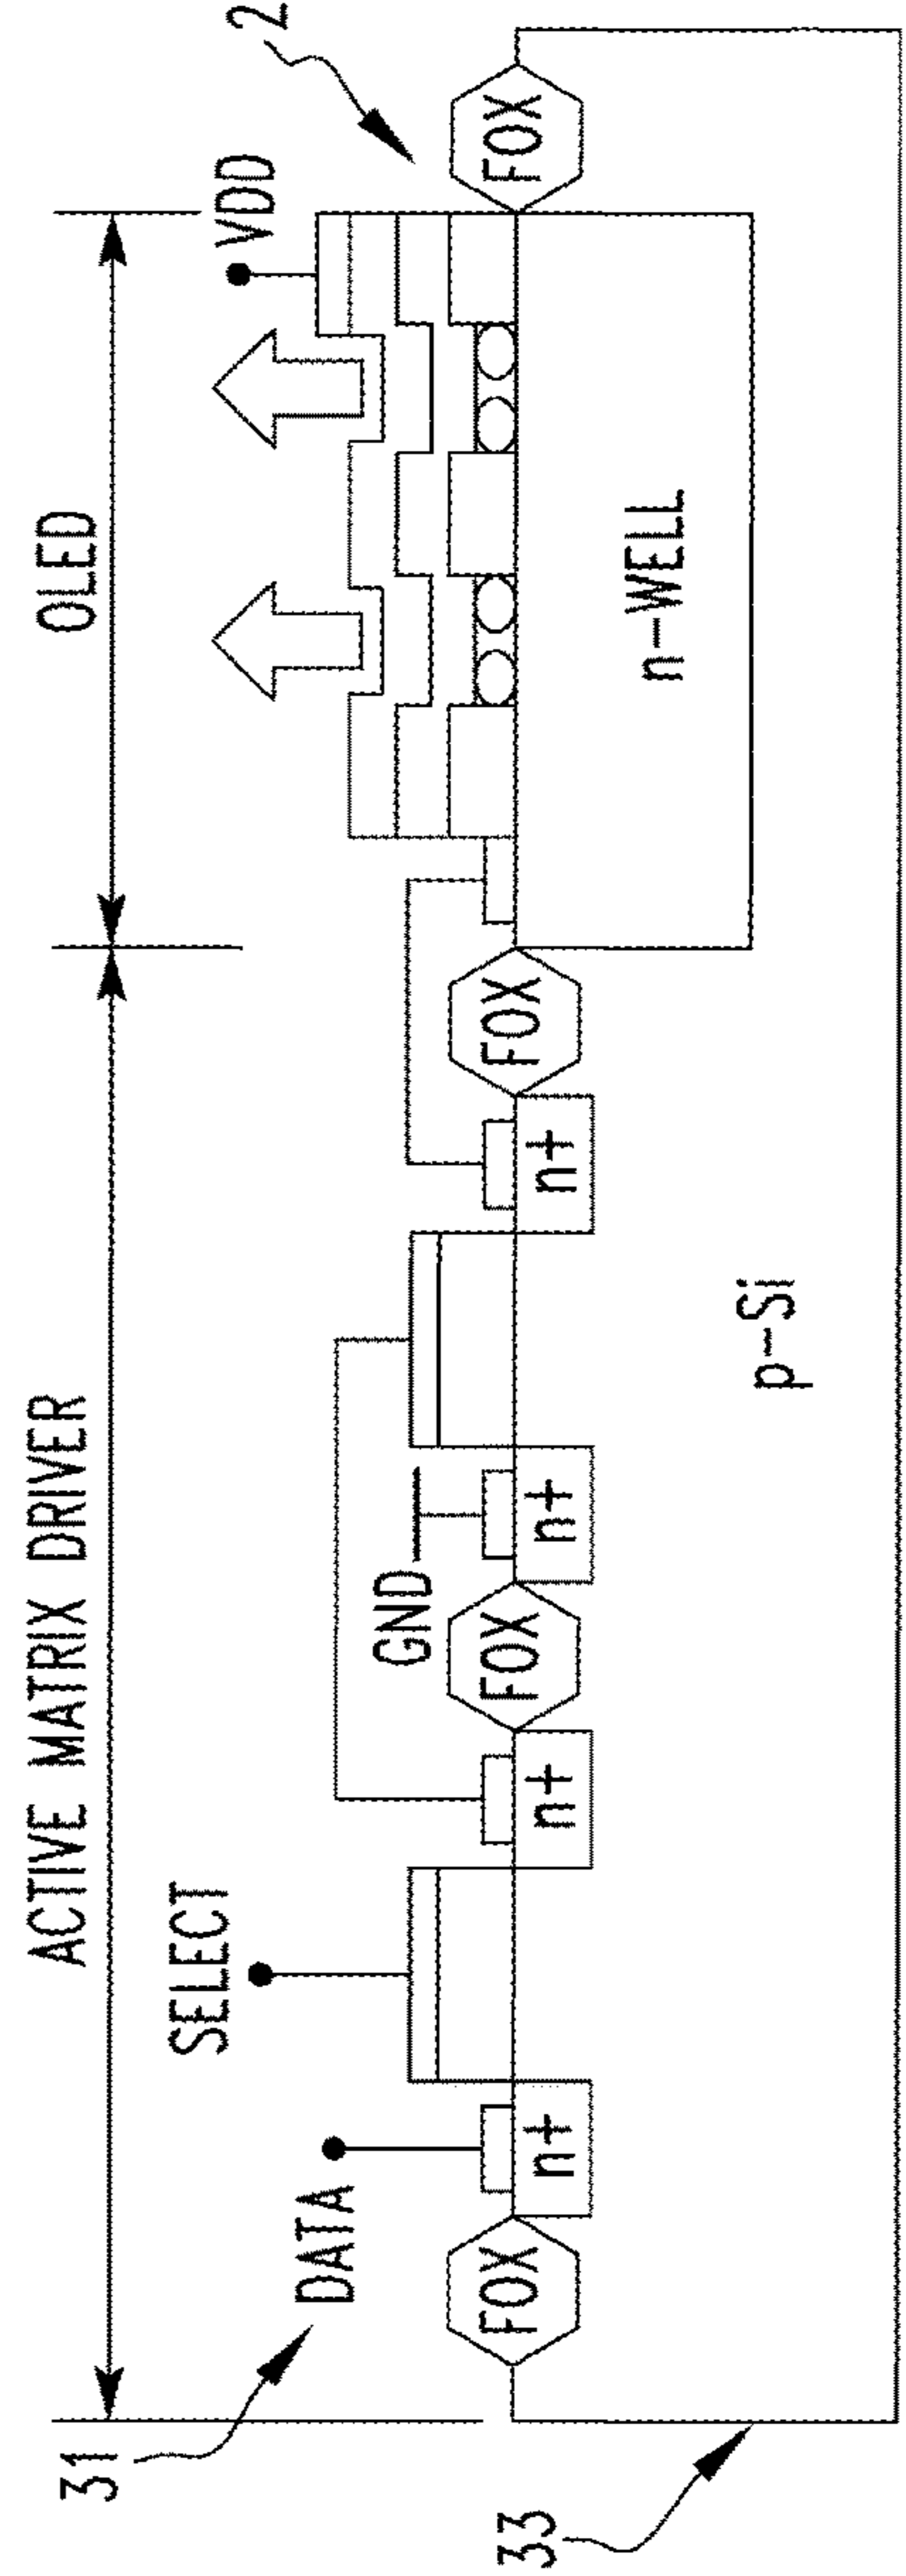 ACTIVE MATRIX DRIVER
OLED
31
DATA
SELECT
GND
VDD
2
FOX
n+
n+
FOX
n+
n+
FOX
FOX
n-WELL
p-Si
33